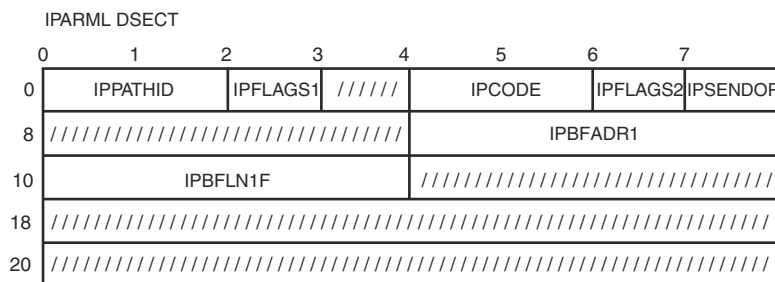 IPARML DSECT
0 1 2 3 4 5 6 7
0 IPPATHID IPFLAGS1 ////// IPCODE IPFLAGS2 IPSENDOP
8 ///////////////////////////////// IPBFADR1
10 IPBFLN1F /////////////////////////////////
18 ////////////////////////////////////////////////////////////////////
20 ////////////////////////////////////////////////////////////////////